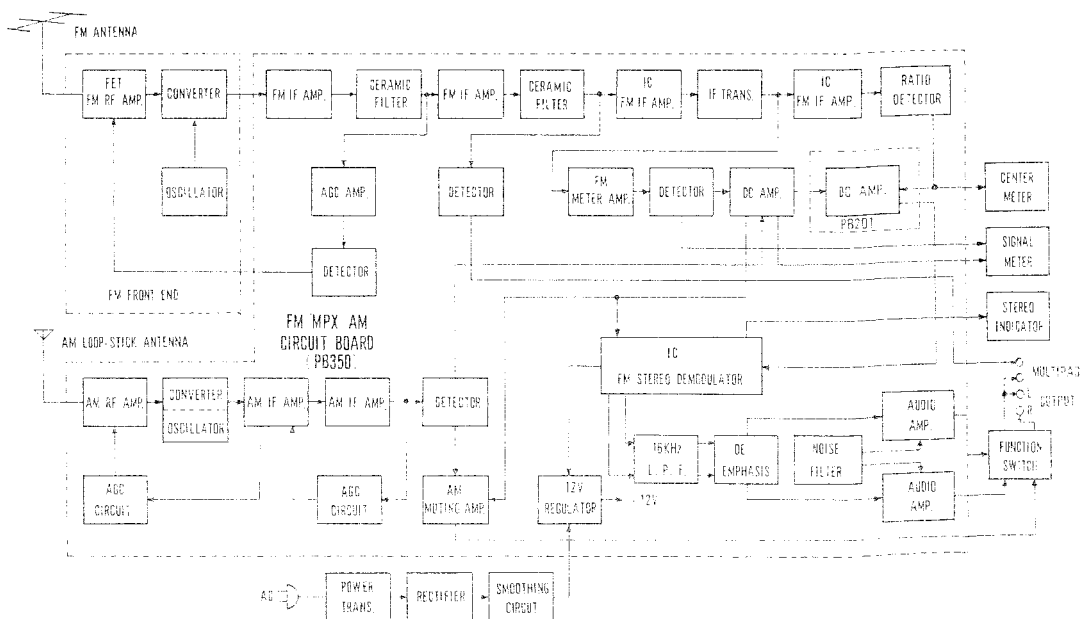 FM ANTENNA
FET
FM RF AMP.
CONVERTER
FM IF AMP.
CERAMIC
FILTER
FM IF AMP.
CERAMIC
FILTER
IC
FM IF AMP.
IF TRANS.
IC
FM IF AMP.
RATIO
DETECTOR
OSCILLATOR
AGC AMP.
DETECTOR
FM
METER AMP.
DETECTOR
DC AMP.
DC AMP.
PB201
CENTER
METER
DETECTOR
SIGNAL
METER
FM FRONT END
FM MPX AM
CIRCUIT BOARD
(PB350)
STEREO
INDICATOR
AM LOOP-STICK ANTENNA
IC
FM STEREO DEMODULATOR
MULTIPAS
L
R
OUTPUT
AM RF AMP.
CONVERTER
OSCILLATOR
AM IF AMP.
AM IF AMP.
DETECTOR
AUDIO
AMP.
15KHz
L. P. F.
DE
EMPHASIS
NOISE
FILTER
FUNCTION
SWITCH
AGC
CIRCUIT
AGC
CIRCUIT
AM
MUTING AMP.
12V
REGULATOR
12V
AUDIO
AMP.
AC
POWER
TRANS.
RECTIFIER
SMOOTHING
CIRCUT